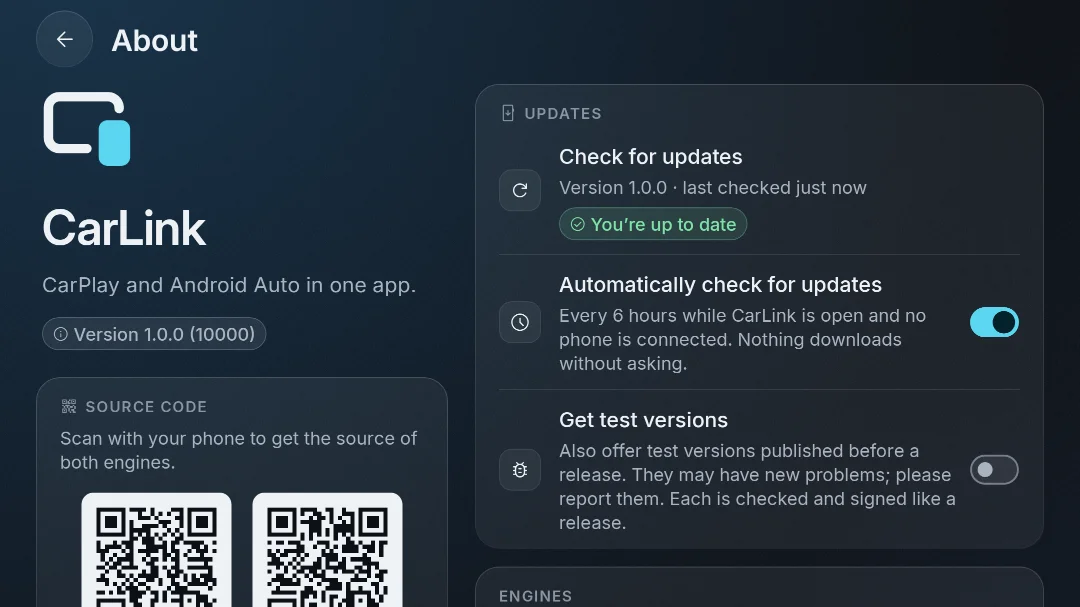 About
CarLink
CarPlay and Android Auto in one app.
Version 1.0.0 (10000)
SOURCE CODE
Scan with your phone to get the source of
both engines.
UPDATES
Check for updates
Version 1.0.0 · last checked just now
You’re up to date
Automatically check for updates
Every 6 hours while CarLink is open and no
phone is connected. Nothing downloads
without asking.
Get test versions
Also offer test versions published before a
release. They may have new problems; please
report them. Each is checked and signed like a
release.
ENGINES